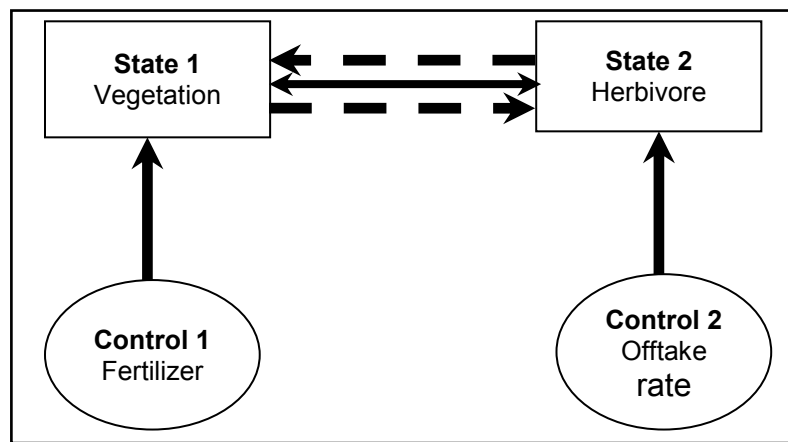 State 1
Vegetation
State 2
Herbivore
Control 1
Fertilizer
Control 2
Offtake
rate